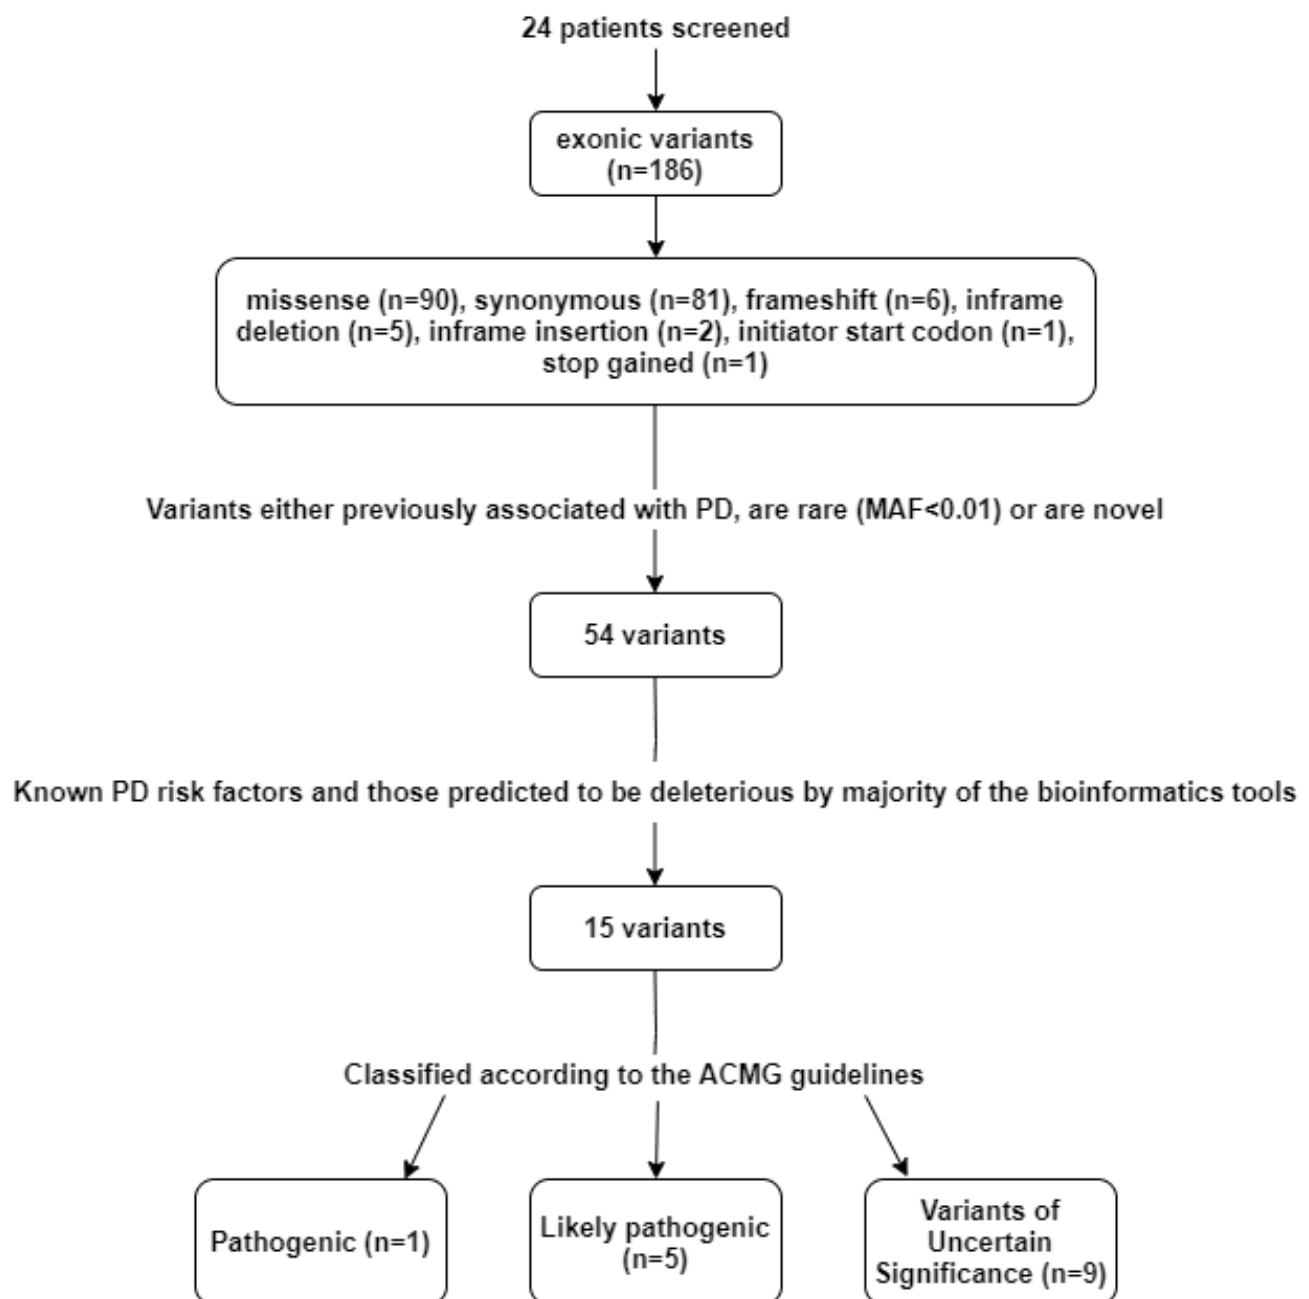 24 patients screened
exonic variants
(n=186)
missense (n=90), synonymous (n=81), frameshift (n=6), inframe
deletion (n=5), inframe insertion (n=2), initiator start codon (n=1),
stop gained (n=1)
Variants either previously associated with PD, are rare (MAF<0.01) or are novel
54 variants
Known PD risk factors and those predicted to be deleterious by majority of the bioinformatics tools
15 variants
Classified according to the ACMG guidelines
Pathogenic (n=1)
Likely pathogenic
(n=5)
Variants of
Uncertain
Significance (n=9)